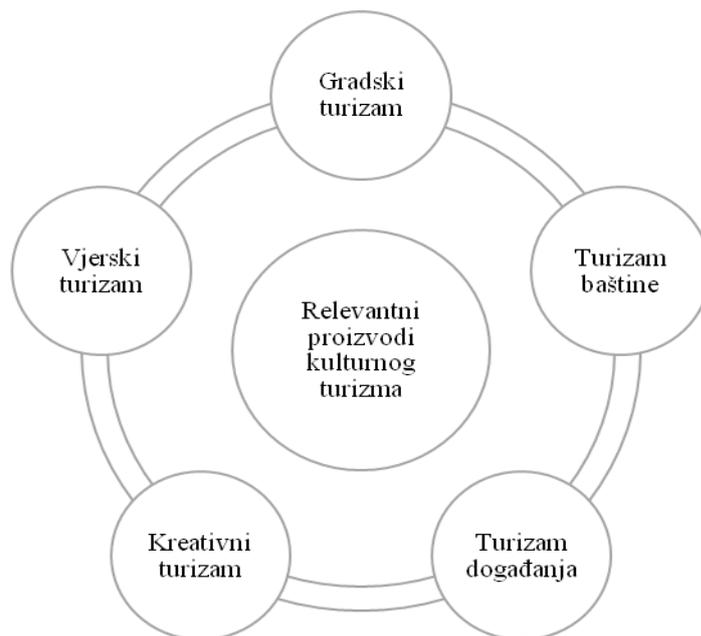 Gradski
turizam
Vjerski
turizam
Turizam
baštine
Relevantni
proizvodi
kulturnog
turizma
Kreativni
turizam
Turizam
događanja